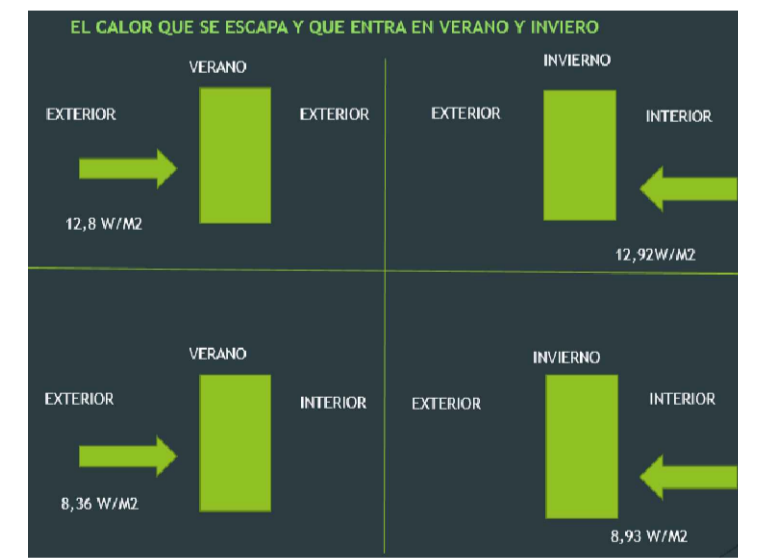 EL CALOR QUE SE ESCAPA Y QUE ENTRA EN VERANO Y INVIERO
VERANO
EXTERIOR
EXTERIOR
12,8 W/M2
INVIERNO
EXTERIOR
INTERIOR
12,92W/M2
VERANO
EXTERIOR
INTERIOR
8,36 W/M2
INVIERNO
EXTERIOR
INTERIOR
8,93 W/M2